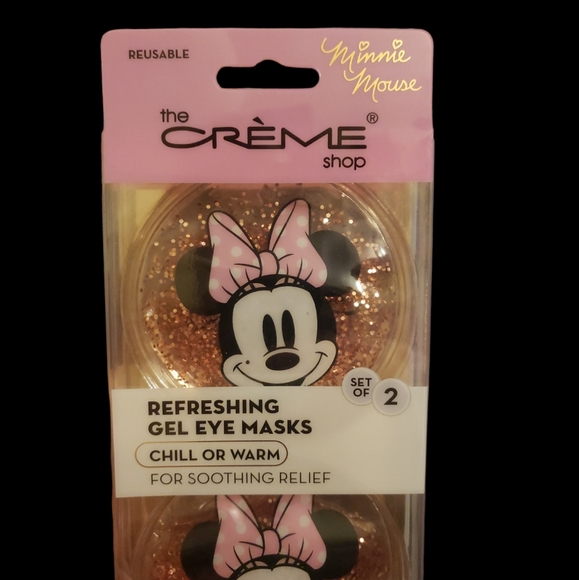 REUSABLE
Minnie
Mouse
the
CRÈME®
shop
SET
OF 2
REFRESHING
GEL EYE MASKS
CHILL OR WARM
FOR SOOTHING RELIEF